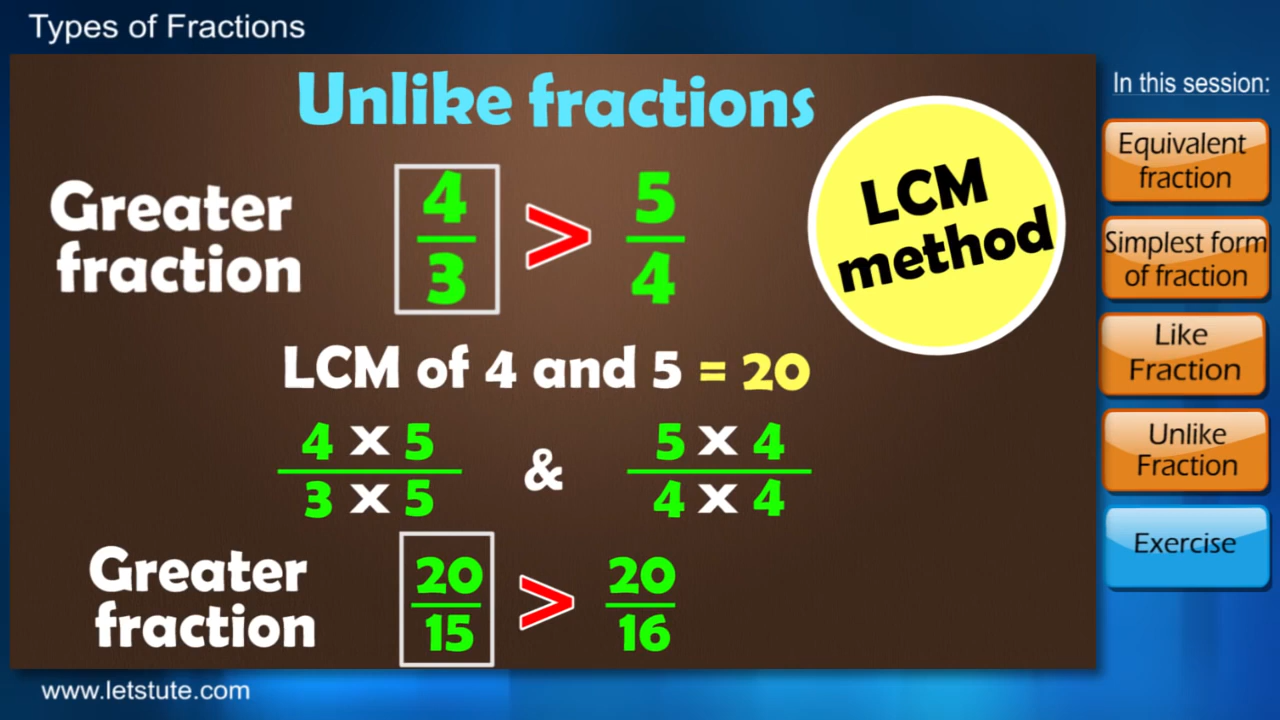 Types of Fractions
Unlike fractions
In this session:
LCM
method
Greater
fraction
4/3 > 5/4
LCM of 4 and 5 = 20
4 x 5 / 3 x 5 & 5 x 4 / 4 x 4
Greater
fraction
20/15 > 20/16
Equivalent
fraction
Simplest form
of fraction
Like
Fraction
Unlike
Fraction
Exercise
www.letstute.com